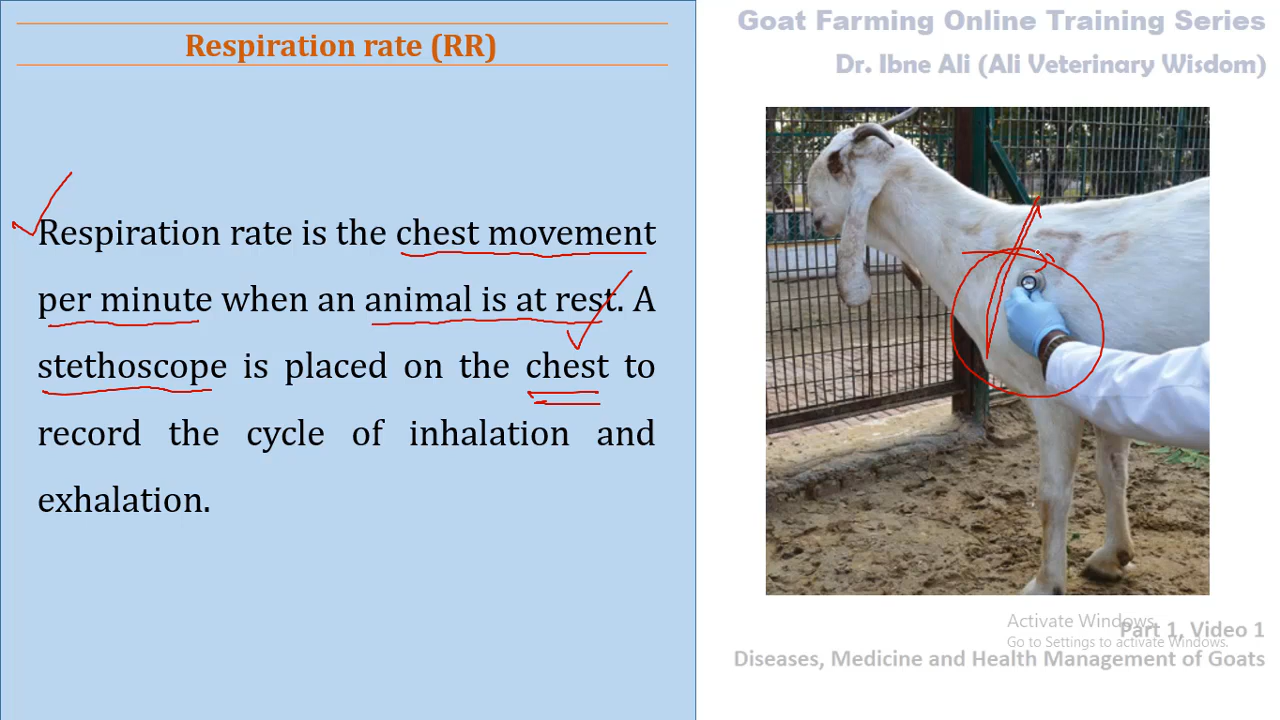 Respiration rate (RR)
Respiration rate is the chest movement
per minute when an animal is at rest. A
stethoscope is placed on the chest to
record the cycle of inhalation and
exhalation.
Goat Farming Online Training Series
Dr. Ibne Ali (Ali Veterinary Wisdom)
Activate Windows
Go to Settings to activate Windows.
Part 1, Video 1
Diseases, Medicine and Health Management of Goats